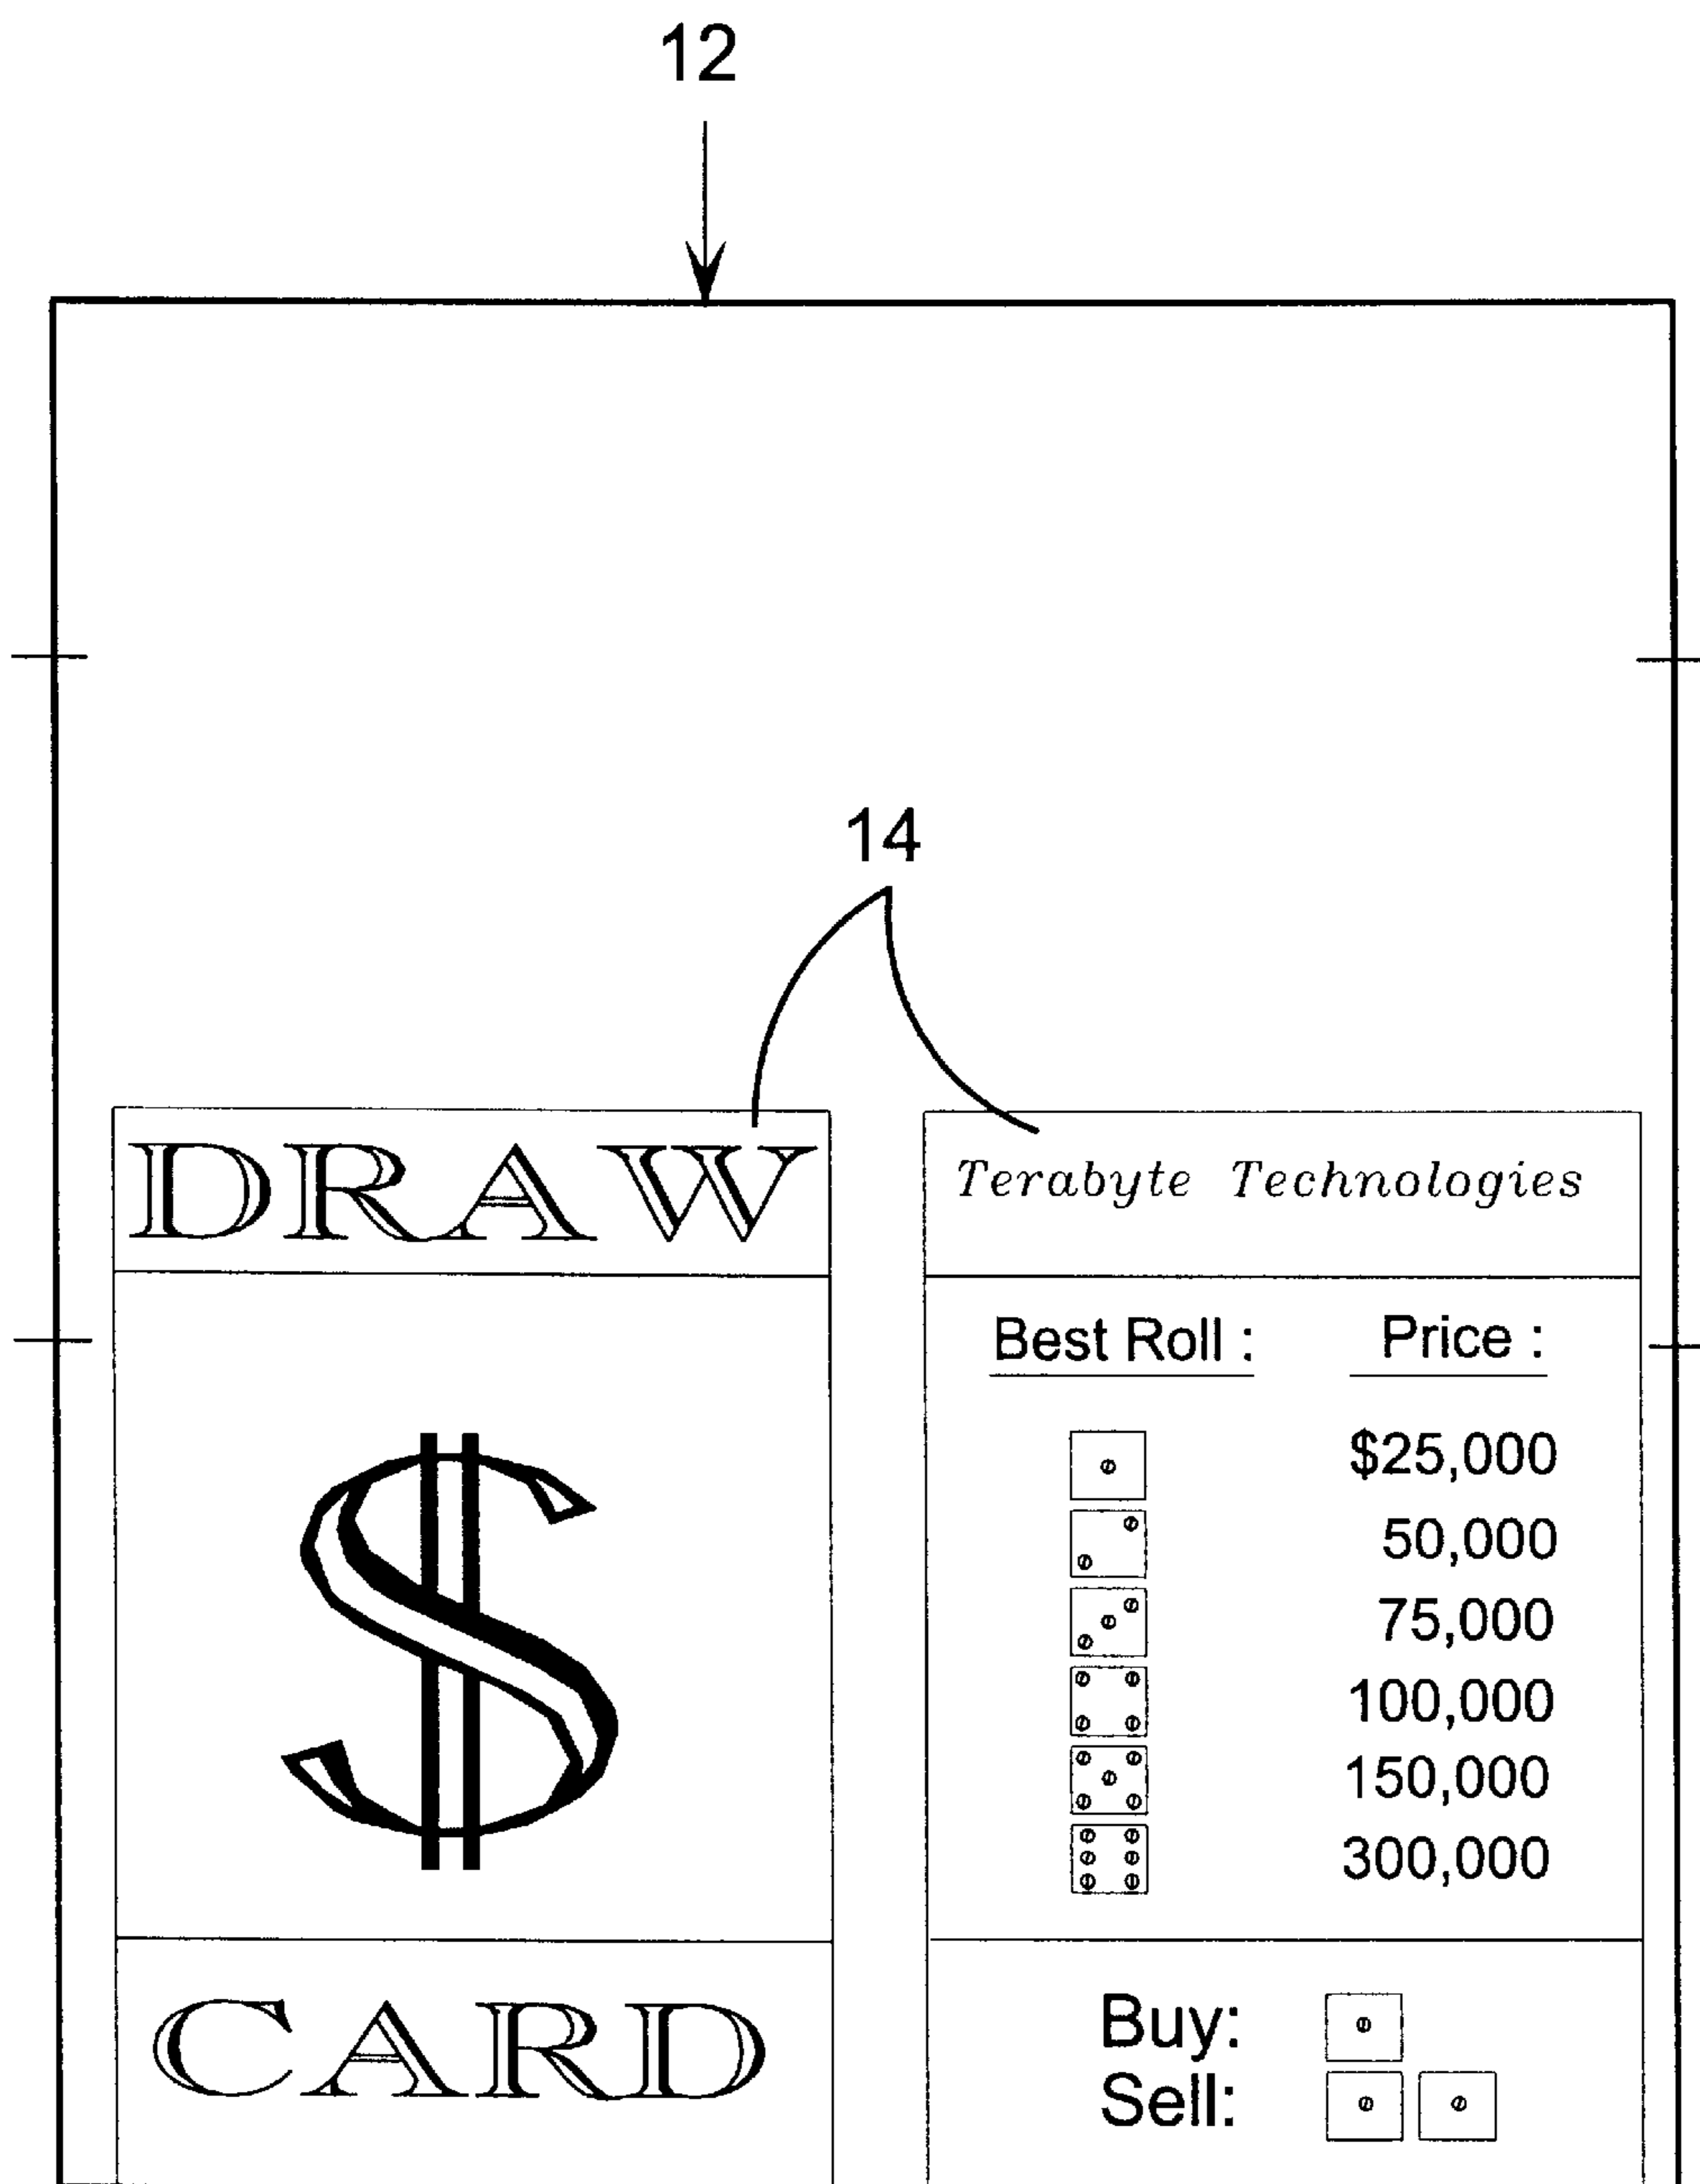 12
14
DRAW
$
CARD
Terabyte Technologies
Best Roll : Price :
$25,000
50,000
75,000
100,000
150,000
300,000
Buy:
Sell: